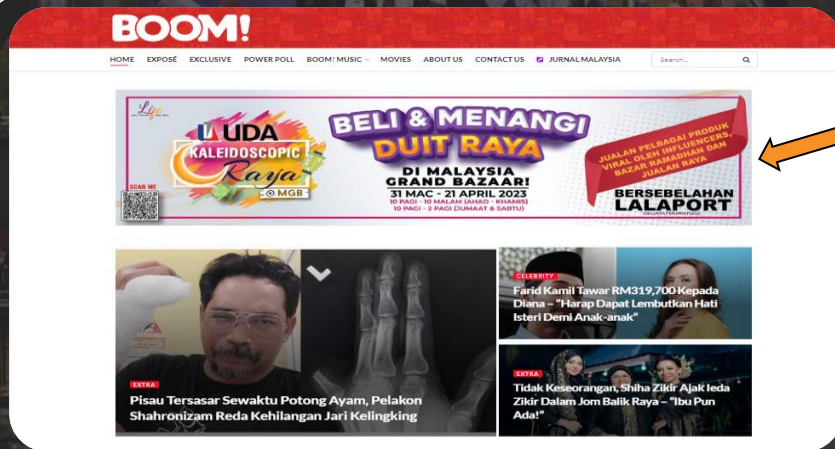 BOOM!
HOME EXPOSÉ EXCLUSIVE POWER POLL BOOM! MUSIC MOVIES ABOUT US CONTACT US JURNAL MALAYSIA Search...
Life
UDA
KALEIDOSCOPIC
Raya
@ MGB
SCAN ME
BELI & MENANGI
DUIT RAYA
DI MALAYSIA
GRAND BAZAAR!
31 MAC - 21 APRIL 2023
10 PAGI - 10 MALAM (AHAD - KHAMIS)
10 PAGI - 2 PAGI (JUMAAT & SABTU)
JUALAN PELBAGAI PRODUK
VIRAL OLEH INFLUENCERS,
BAZAR RAMADHAN DAN
JUALAN RAYA
BERSEBELAHAN
LALAPORT
EXTRA
Pisau Tersasar Sewaktu Potong Ayam, Pelakon
Shahronizam Reda Kehilangan Jari Kelingking
CELEBRITY
Farid Kamil Tawar RM319,700 Kepada
Diana – “Harap Dapat Lembutkan Hati
Isteri Demi Anak-anak”
EXTRA
Tidak Keseorangan, Shiha Zikir Ajak Ieda
Zikir Dalam Jom Balik Raya – “Ibu Pun
Ada!”